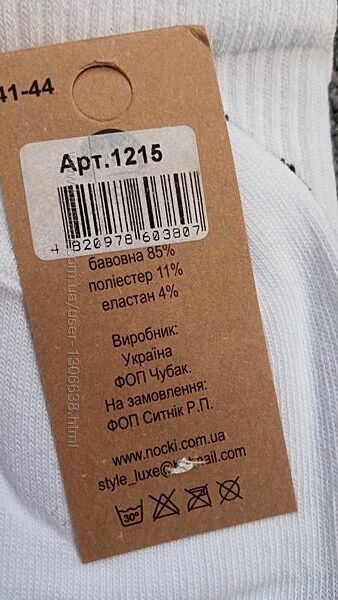 41-44
Арт.1215
4 820978 603807
бавовна 85%
поліестер 11%
еластан 4%
Виробник:
Україна
ФОП Чубак.
На замовлення:
ФОП Ситнік Р.П.
www.nocki.com.ua
30°